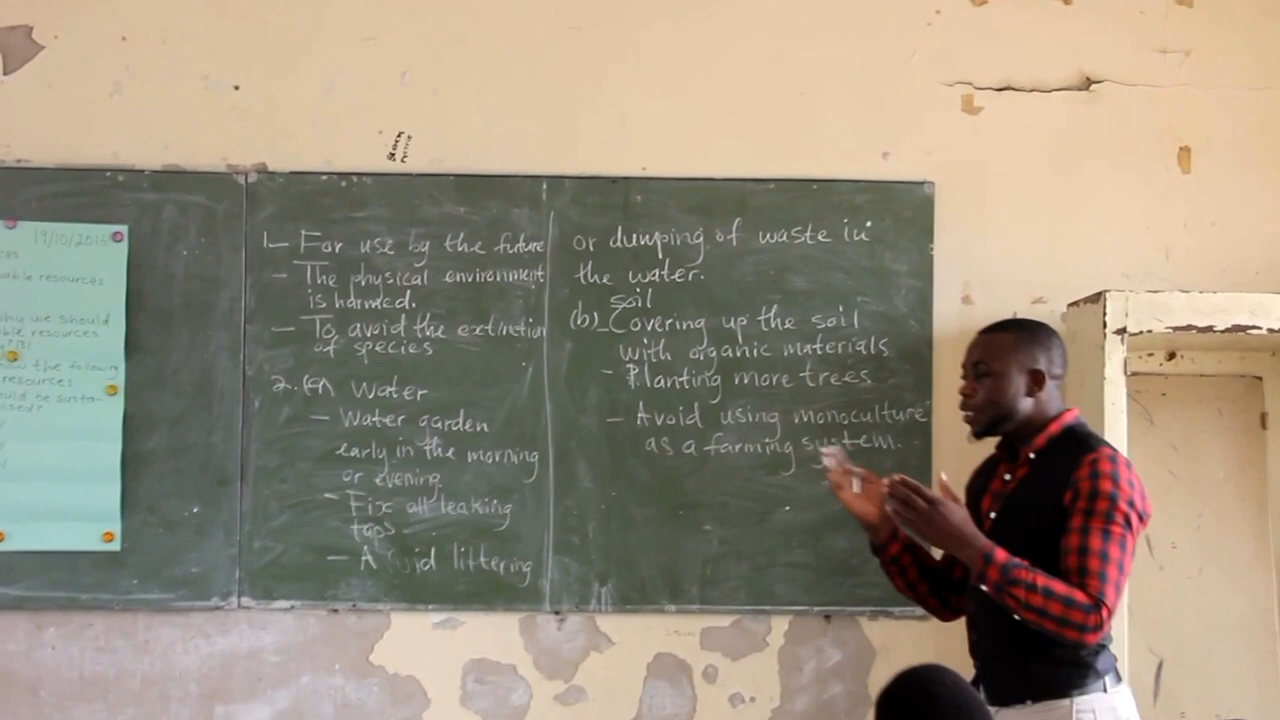 19/10/2016
able resources
why we should
ble resources
how the following
resources
ould be susta-
ised?
1- For use by the future
- The physical environment
is harmed.
- To avoid the extinction
of species
2. (a) Water
- Water garden
early in the morning
or evening.
- Fix all leaking
taps
- Avoid littering
or dumping of waste in
the water.
soil
(b) - Covering up the soil
with organic materials
- Planting more trees
- Avoid using monoculture
as a farming system.